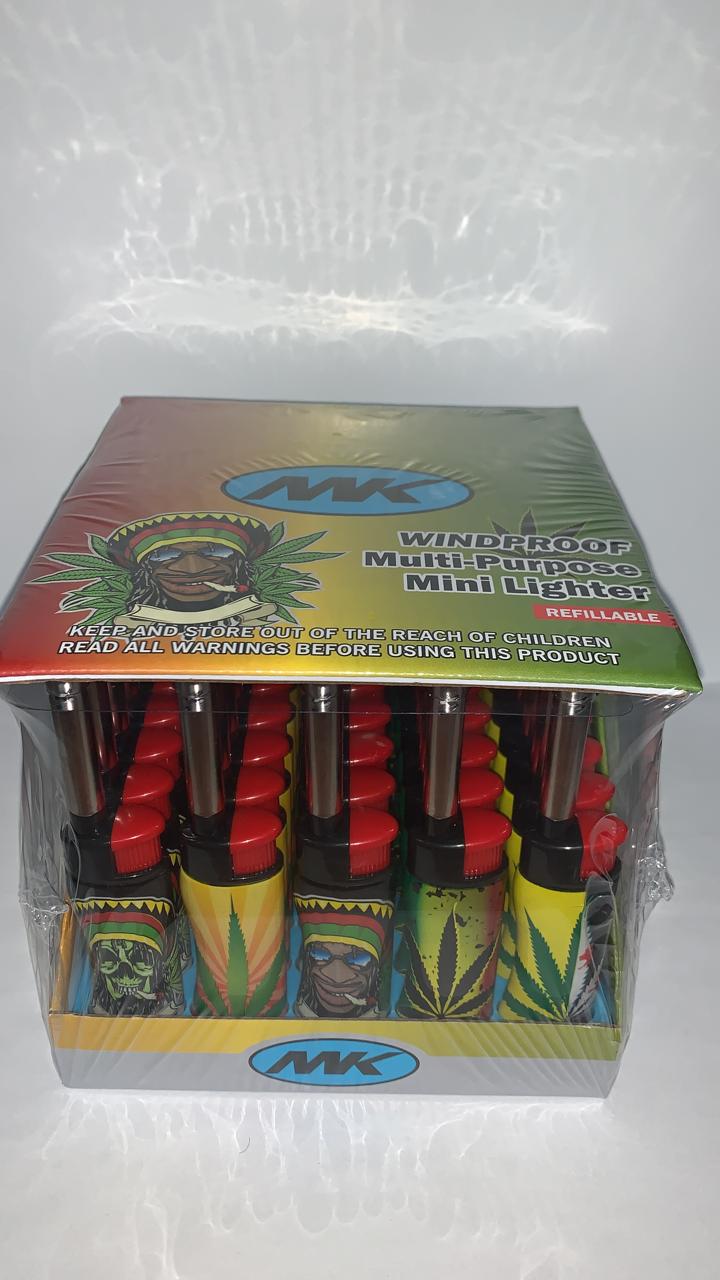 MK
WINDPROOF
Multi-Purpose
Mini Lighter
REFILLABLE
KEEP AND STORE OUT OF THE REACH OF CHILDREN
READ ALL WARNINGS BEFORE USING THIS PRODUCT
MK